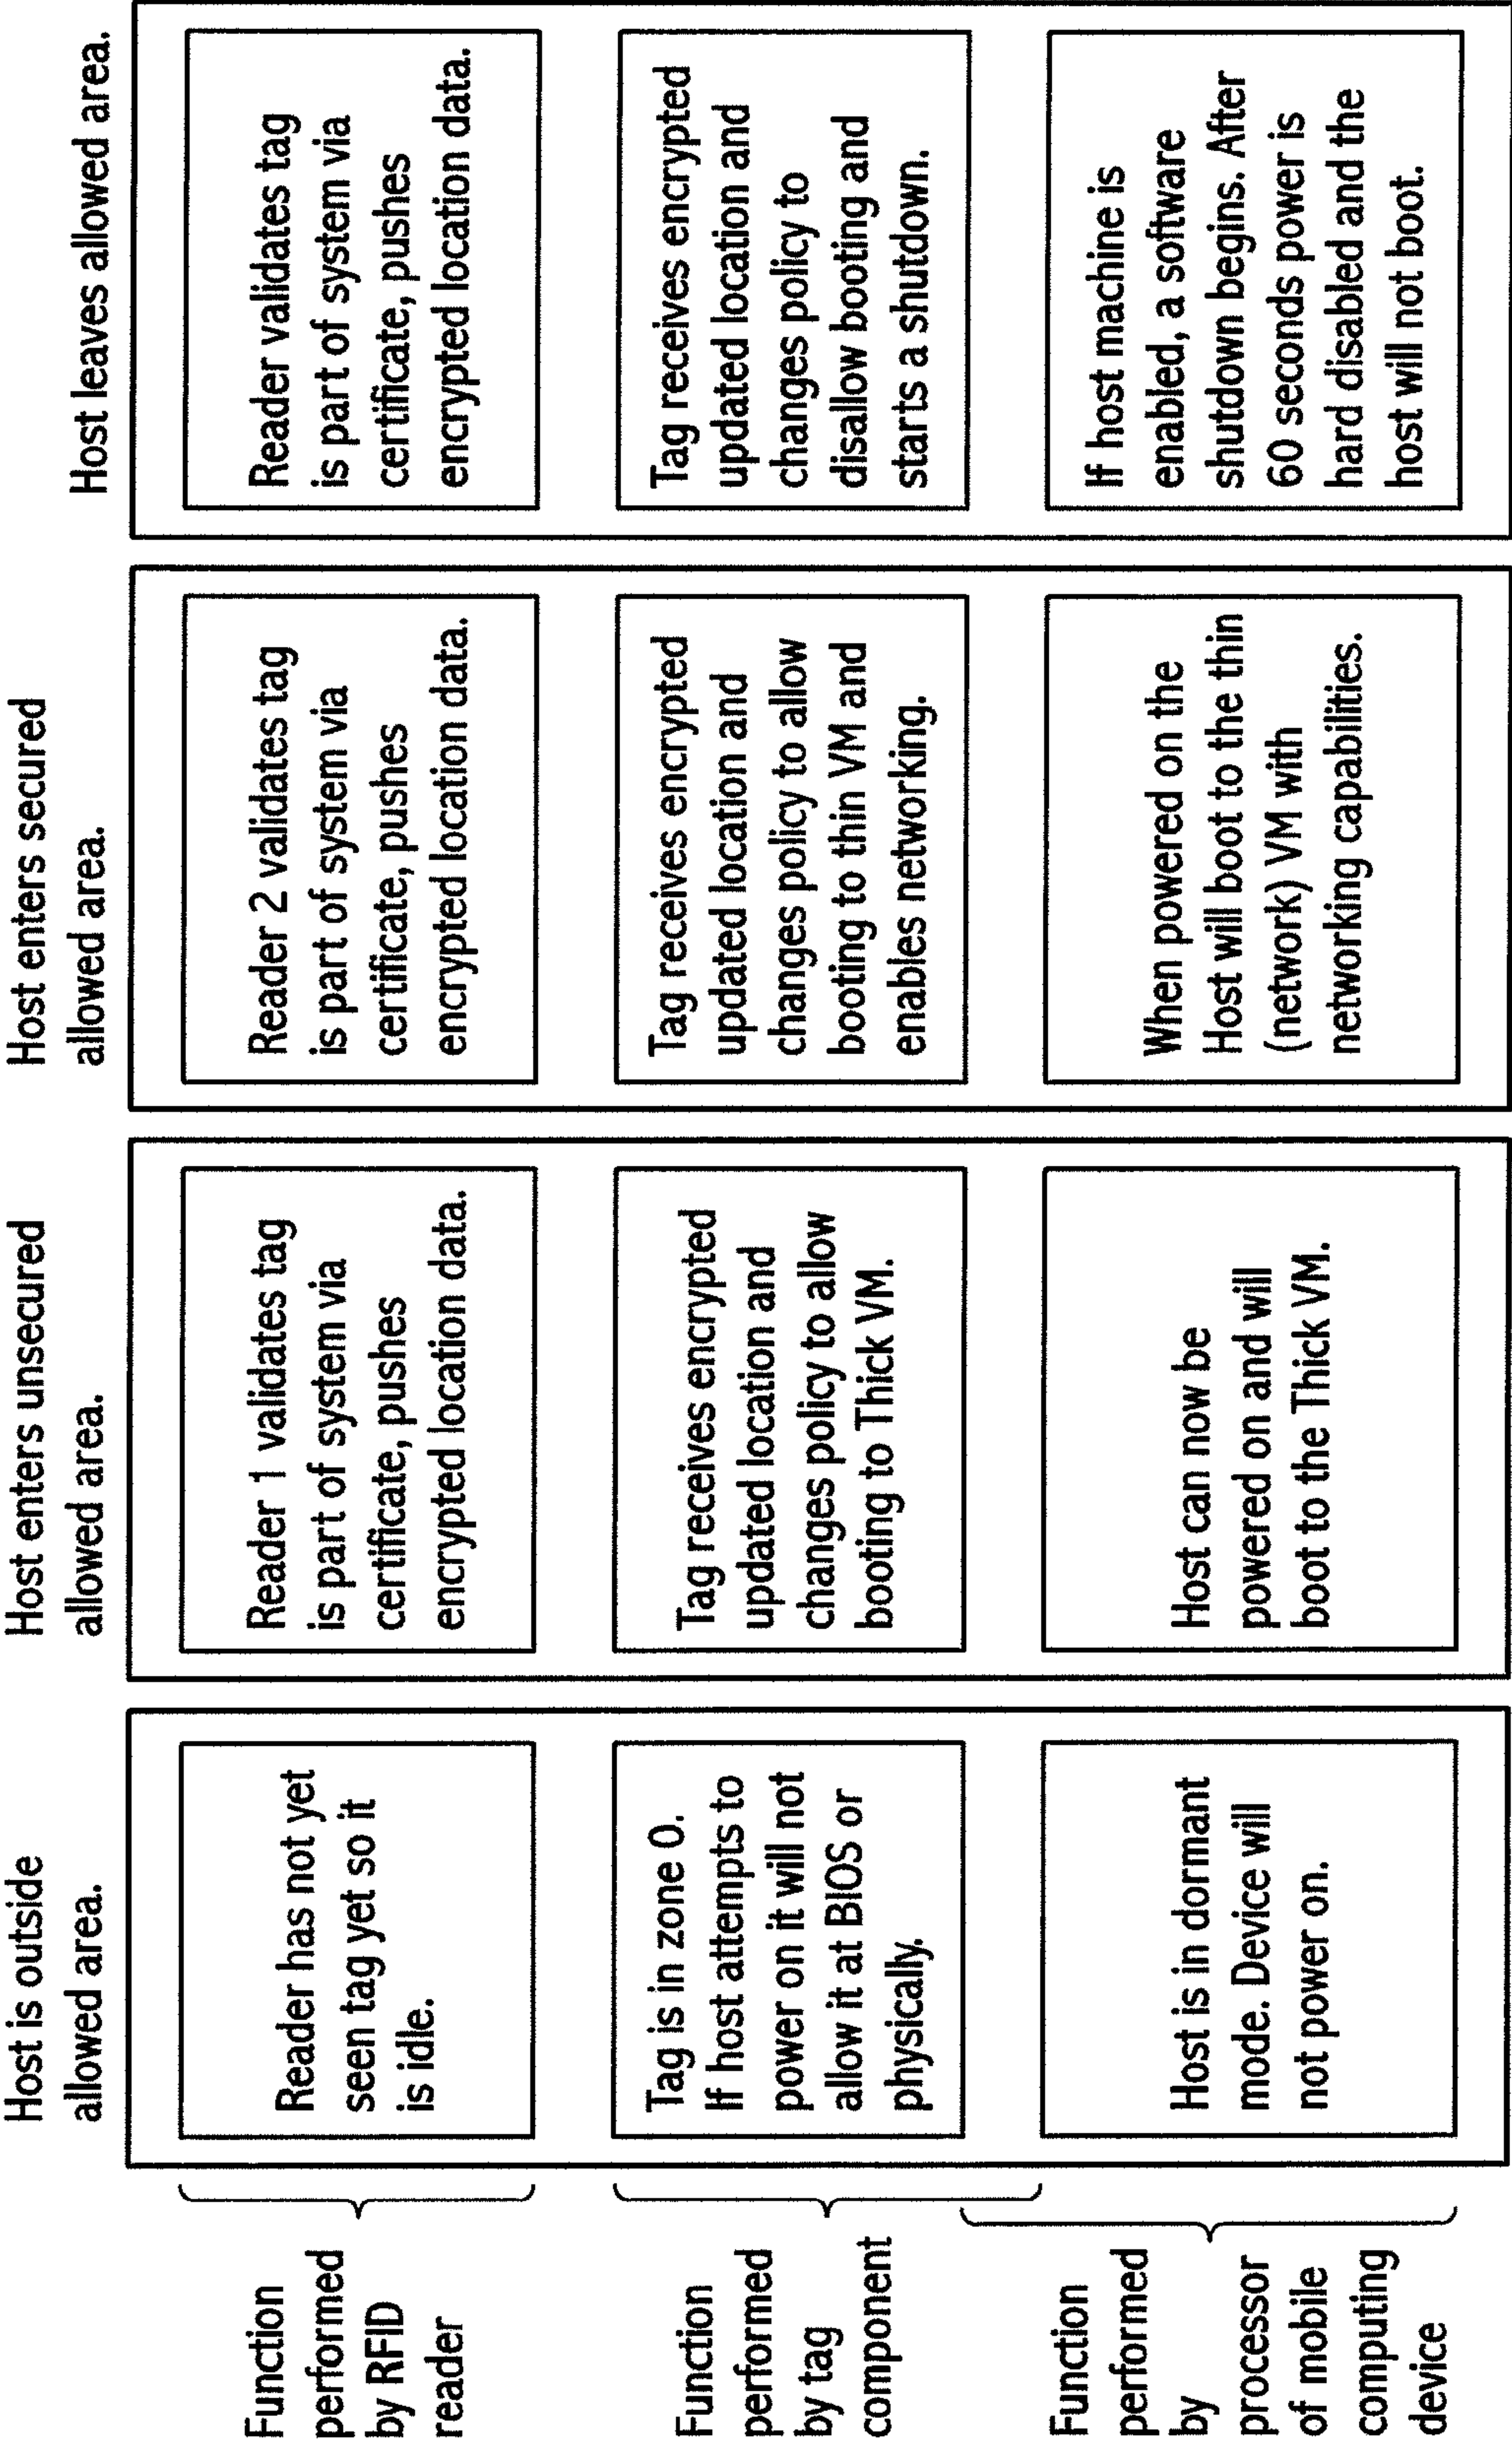 Host is outside
allowed area.
Host enters unsecured
allowed area.
Host enters secured
allowed area.
Host leaves allowed area.
Function
performed
by RFID
reader
Reader has not yet
seen tag yet so it
is idle.
Reader 1 validates tag
is part of system via
certificate, pushes
encrypted location data.
Reader 2 validates tag
is part of system via
certificate, pushes
encrypted location data.
Reader validates tag
is part of system via
certificate, pushes
encrypted location data.
Function
performed
by tag
component
Tag is in zone 0.
If host attempts to
power on it will not
allow it at BIOS or
physically.
Tag receives encrypted
updated location and
changes policy to allow
booting to Thick VM.
Tag receives encrypted
updated location and
changes policy to allow
booting to thin VM and
enables networking.
Tag receives encrypted
updated location and
changes policy to
disallow booting and
starts a shutdown.
Function
performed
by
processor
of mobile
computing
device
Host is in dormant
mode. Device will
not power on.
Host can now be
powered on and will
boot to the Thick VM.
When powered on the
Host will boot to the thin
(network) VM with
networking capabilities.
If host machine is
enabled, a software
shutdown begins. After
60 seconds power is
hard disabled and the
host will not boot.